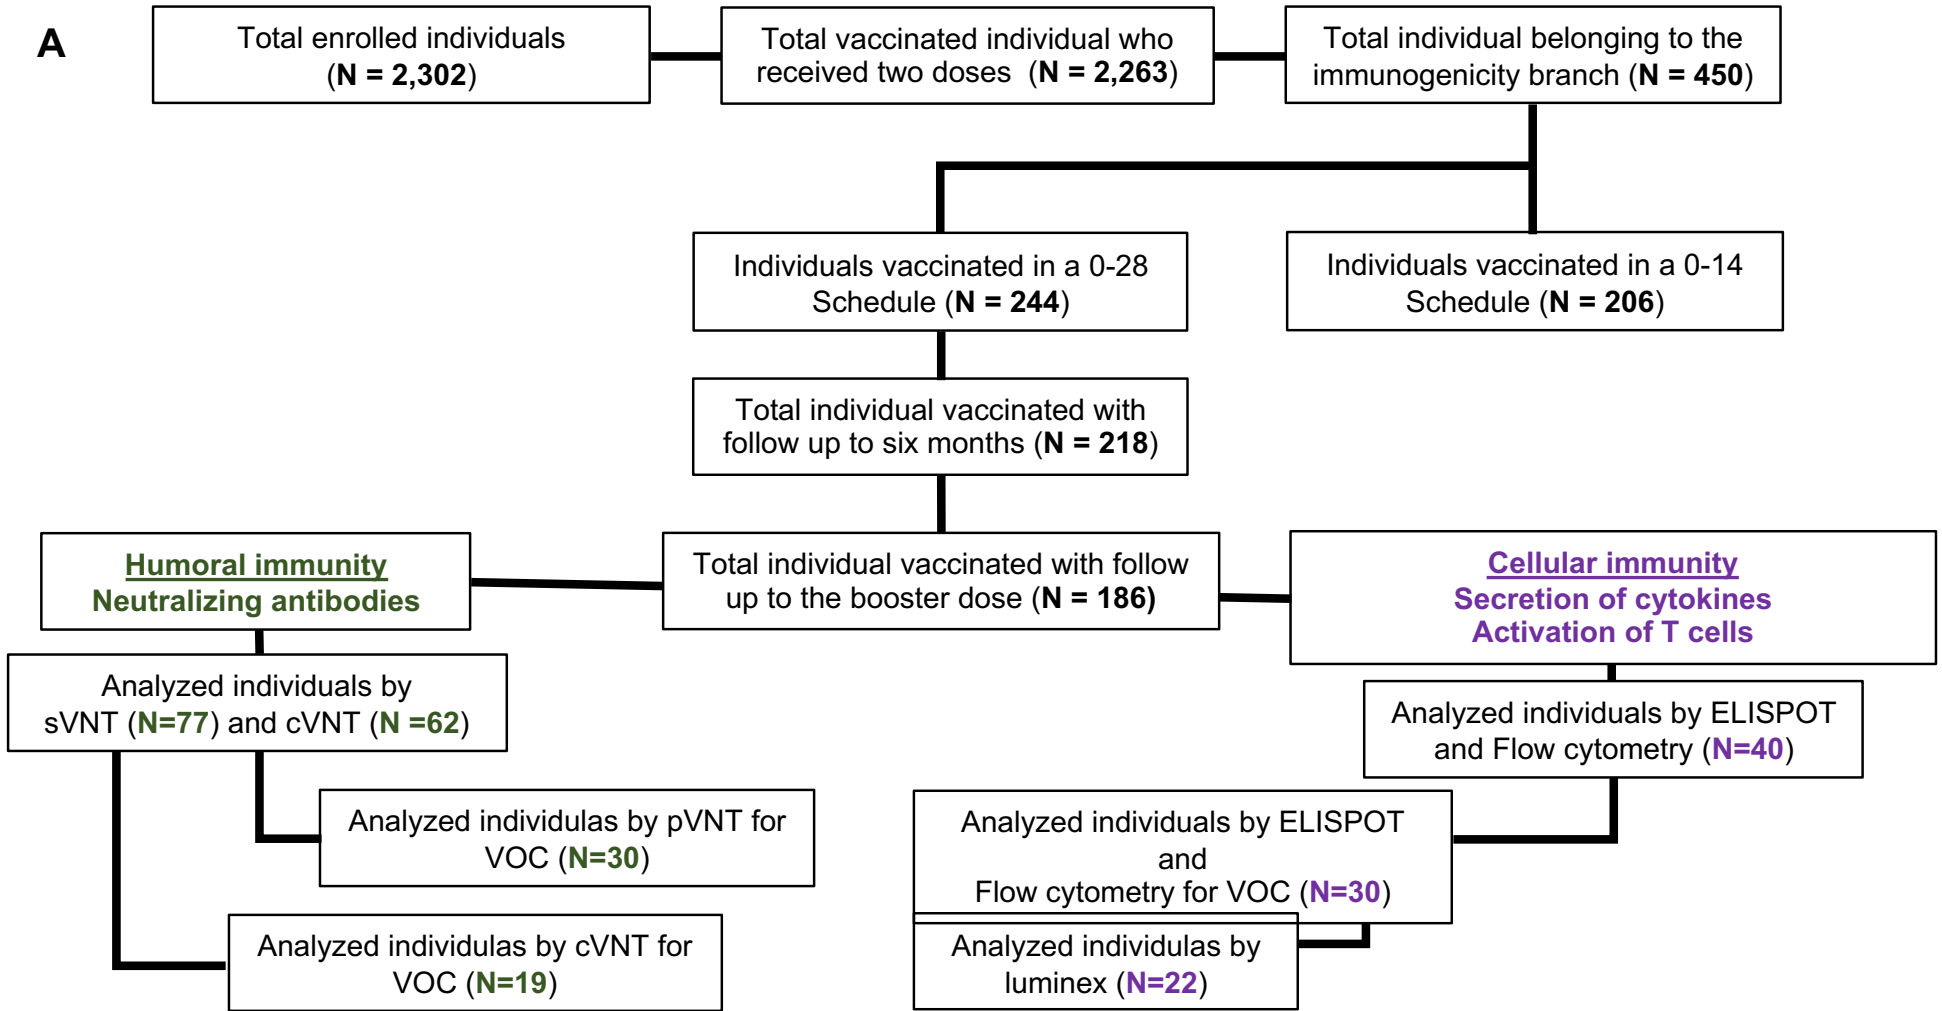 A
Total enrolled individuals
(N = 2,302)
Total vaccinated individual who
received two doses (N = 2,263)
Total individual belonging to the
immunogenicity branch (N = 450)
Individuals vaccinated in a 0-28
Schedule (N = 244)
Individuals vaccinated in a 0-14
Schedule (N = 206)
Total individual vaccinated with
follow up to six months (N = 218)
Humoral immunity
Neutralizing antibodies
Total individual vaccinated with follow
up to the booster dose (N = 186)
Cellular immunity
Secretion of cytokines
Activation of T cells
Analyzed individuals by
sVNT (N=77) and cVNT (N =62)
Analyzed individuals by ELISPOT
and Flow cytometry (N=40)
Analyzed individulas by pVNT for
VOC (N=30)
Analyzed individuals by ELISPOT
and
Flow cytometry for VOC (N=30)
Analyzed individulas by cVNT for
VOC (N=19)
Analyzed individulas by
luminex (N=22)